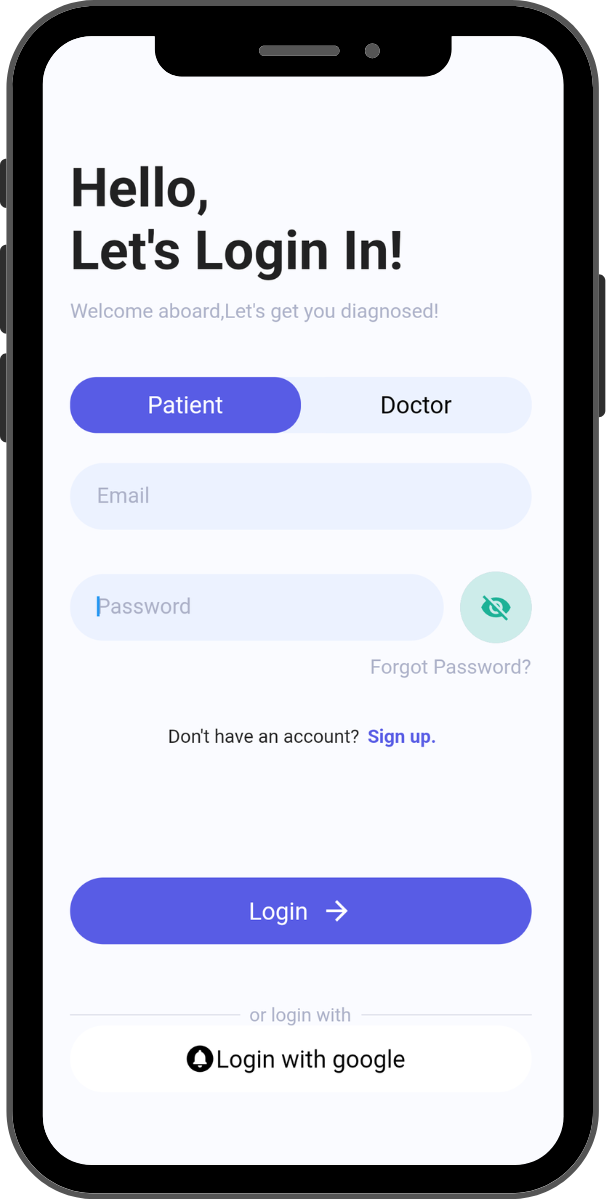 Hello,
Let's Login In!
Welcome aboard,Let's get you diagnosed!
Patient Doctor
Email
Password
Forgot Password?
Don't have an account? Sign up.
Login
or login with
Login with google